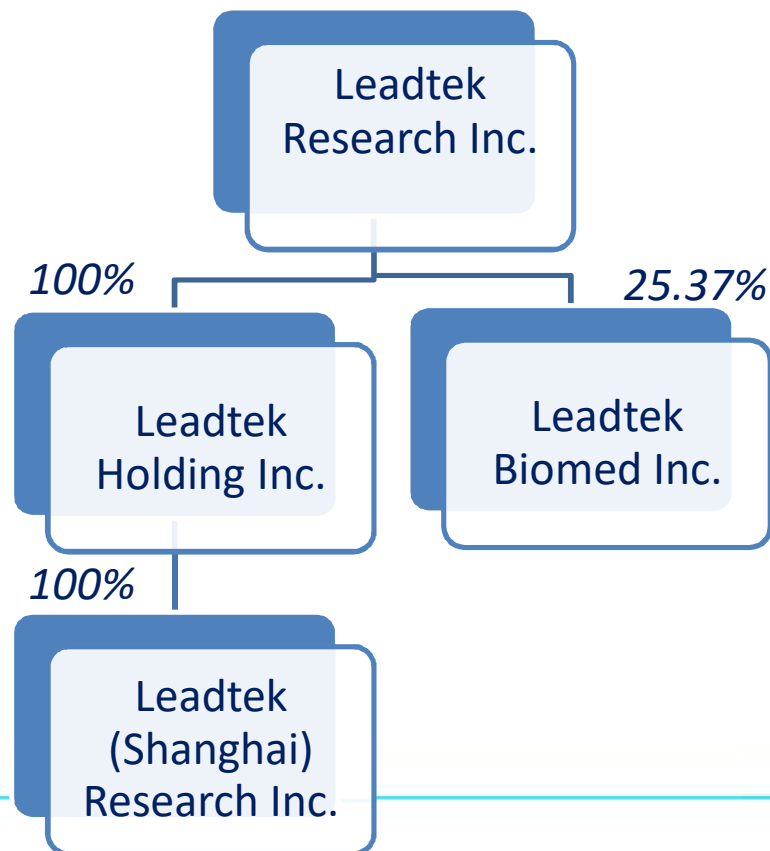 Leadtek
Research Inc.
100%
25.37%
Leadtek
Holding Inc.
Leadtek
Biomed Inc.
100%
Leadtek
(Shanghai)
Research Inc.